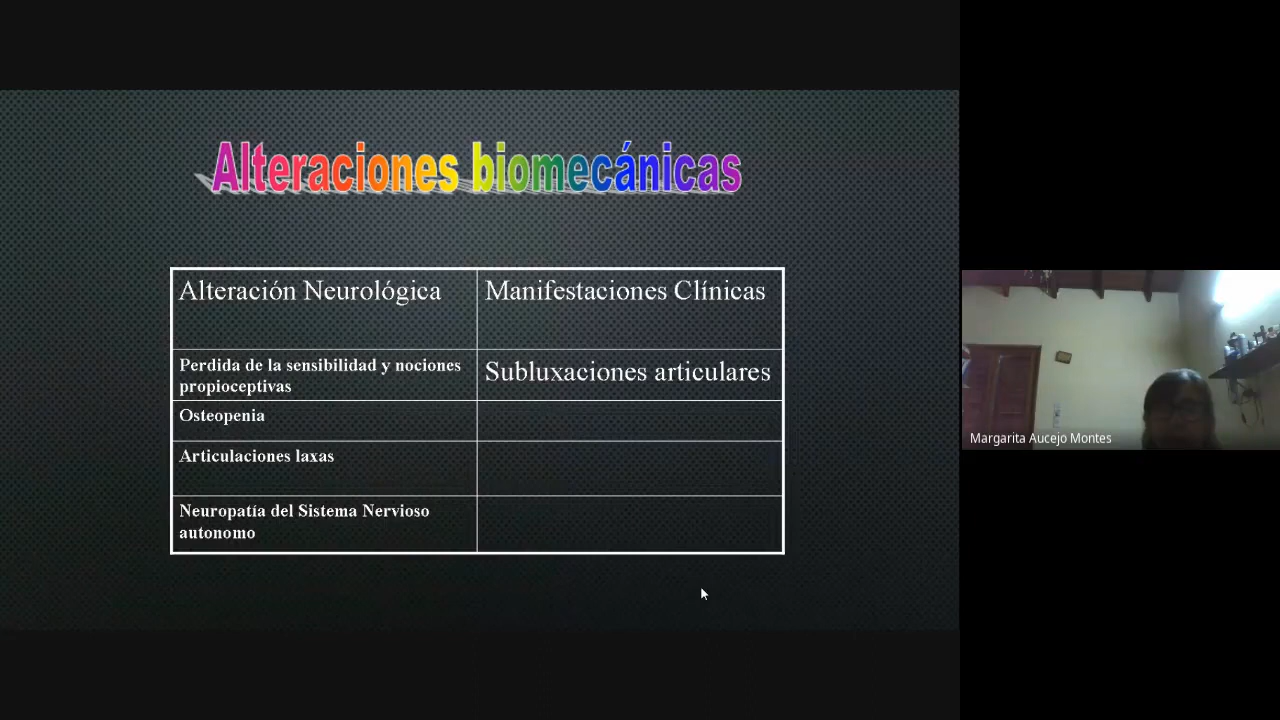 Alteraciones biomecánicas
Alteración Neurológica
Manifestaciones Clínicas
Perdida de la sensibilidad y nociones
propioceptivas
Subluxaciones articulares
Osteopenia
Articulaciones laxas
Neuropatía del Sistema Nervioso
autonomo
Margarita Aucejo Montes